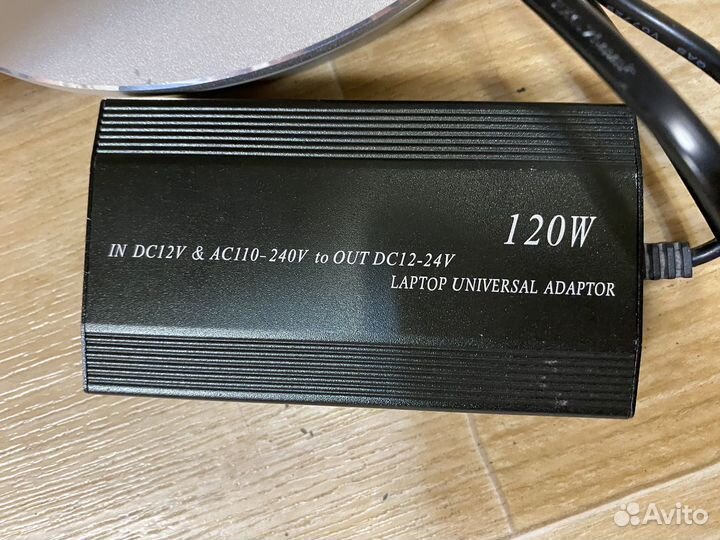 120W
IN DC12V & AC110-240V to OUT DC12-24V
LAPTOP UNIVERSAL ADAPTOR
Avito